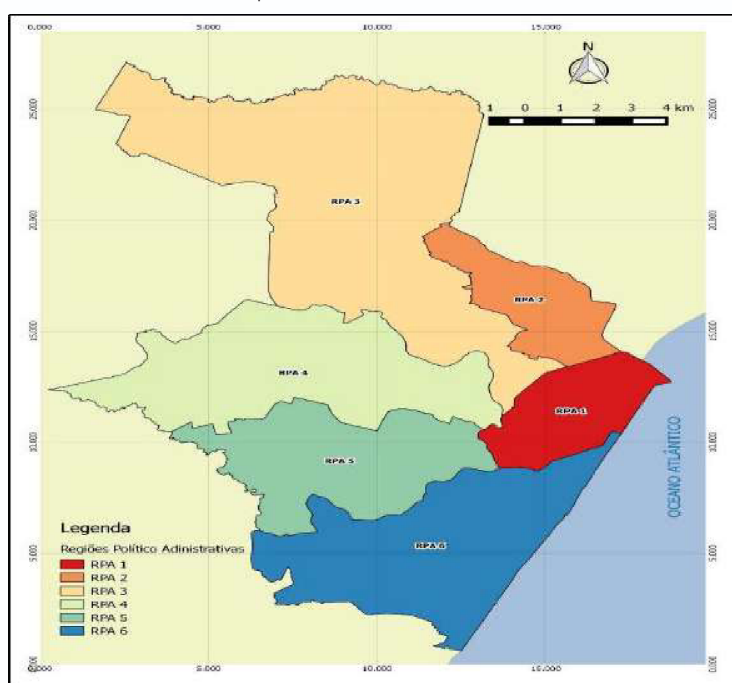 0.000 5.000 10.000 15.000
N
1 0 1 2 3 4 km
25.000 25.000
RPA 3
20.000 20.000
RPA 2
15.000 15.000
RPA 4
RPA 1
10.000 10.000
RPA 5
OCEANO ATLÂNTICO
RPA 6
5.000 5.000
Legenda
Regiões Político Adinistrativas
RPA 1
RPA 2
RPA 3
RPA 4
RPA 5
RPA 6
0.000 0.000
0.000 5.000 10.000 15.000